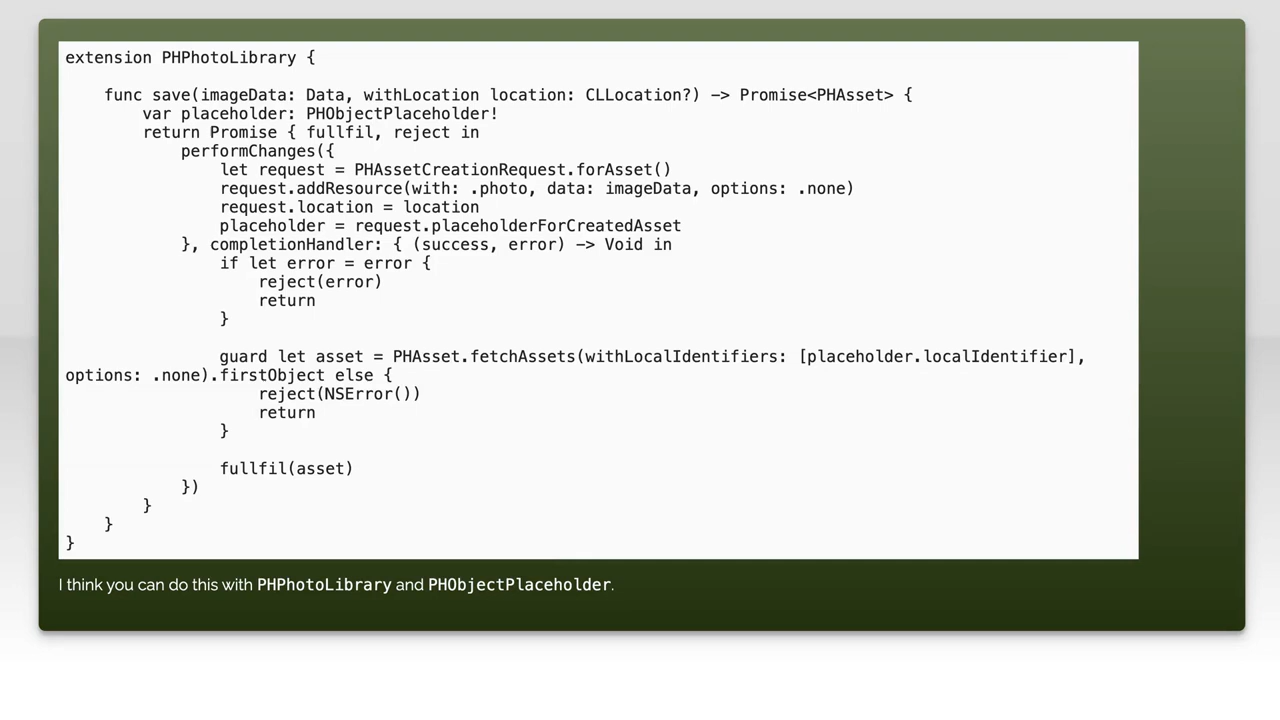 extension PHPhotoLibrary {
func save(imageData: Data, withLocation location: CLLocation?) -> Promise<PHAsset> {
var placeholder: PHObjectPlaceholder!
return Promise { fullfil, reject in
performChanges({
let request = PHAssetCreationRequest.forAsset()
request.addResource(with: .photo, data: imageData, options: .none)
request.location = location
placeholder = request.placeholderForCreatedAsset
}, completionHandler: { (success, error) -> Void in
if let error = error {
reject(error)
return
}
guard let asset = PHAsset.fetchAssets(withLocalIdentifiers: [placeholder.localIdentifier],
options: .none).firstObject else {
reject(NSError())
return
}
fullfil(asset)
})
}
}
}
I think you can do this with PHPhotoLibrary and PHObjectPlaceholder.